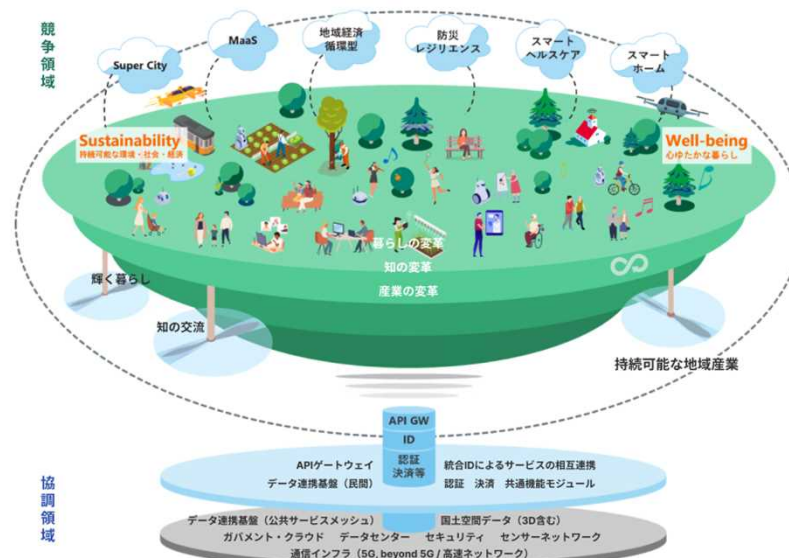 競争領域
Super City
MaaS
地域経済
循環型
防災
レジリエンス
スマート
ヘルスケア
スマート
ホーム
Sustainability
持続可能な環境・社会・経済
Well-being
心ゆたかな暮らし
暮らしの変革
知の変革
産業の変革
輝く暮らし
知の交流
持続可能な地域産業
協調領域
API GW
ID
認証
決済等
APIゲートウェイ
データ連携基盤（民間）
統合IDによるサービスの相互連携
認証 決済 共通機能モジュール
データ連携基盤（公共サービスメッシュ） 国土空間データ（3D含む）
ガバメント・クラウド データセンター セキュリティ センサーネットワーク
通信インフラ（5G, beyond 5G / 高速ネットワーク）